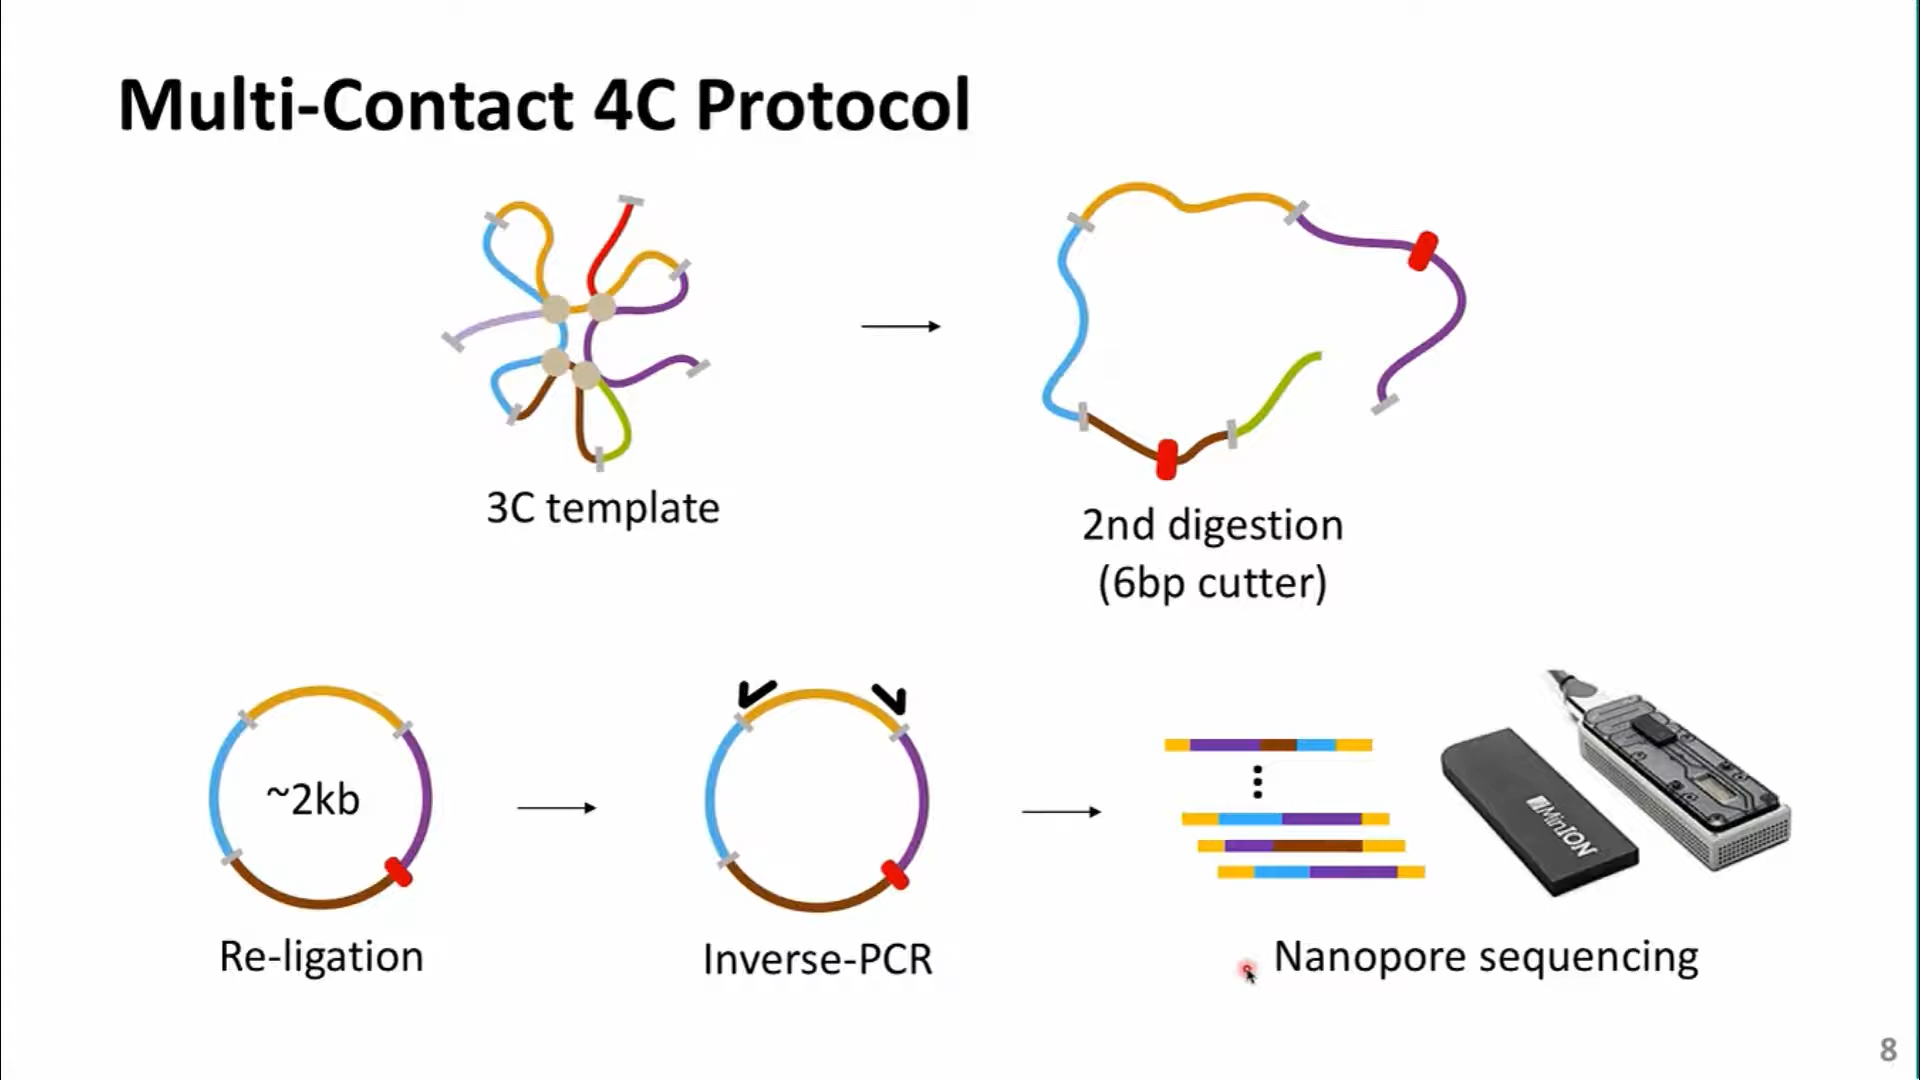 Multi-Contact 4C Protocol
3C template
2nd digestion
(6bp cutter)
~2kb
Re-ligation
Inverse-PCR
MinION
Nanopore sequencing
8